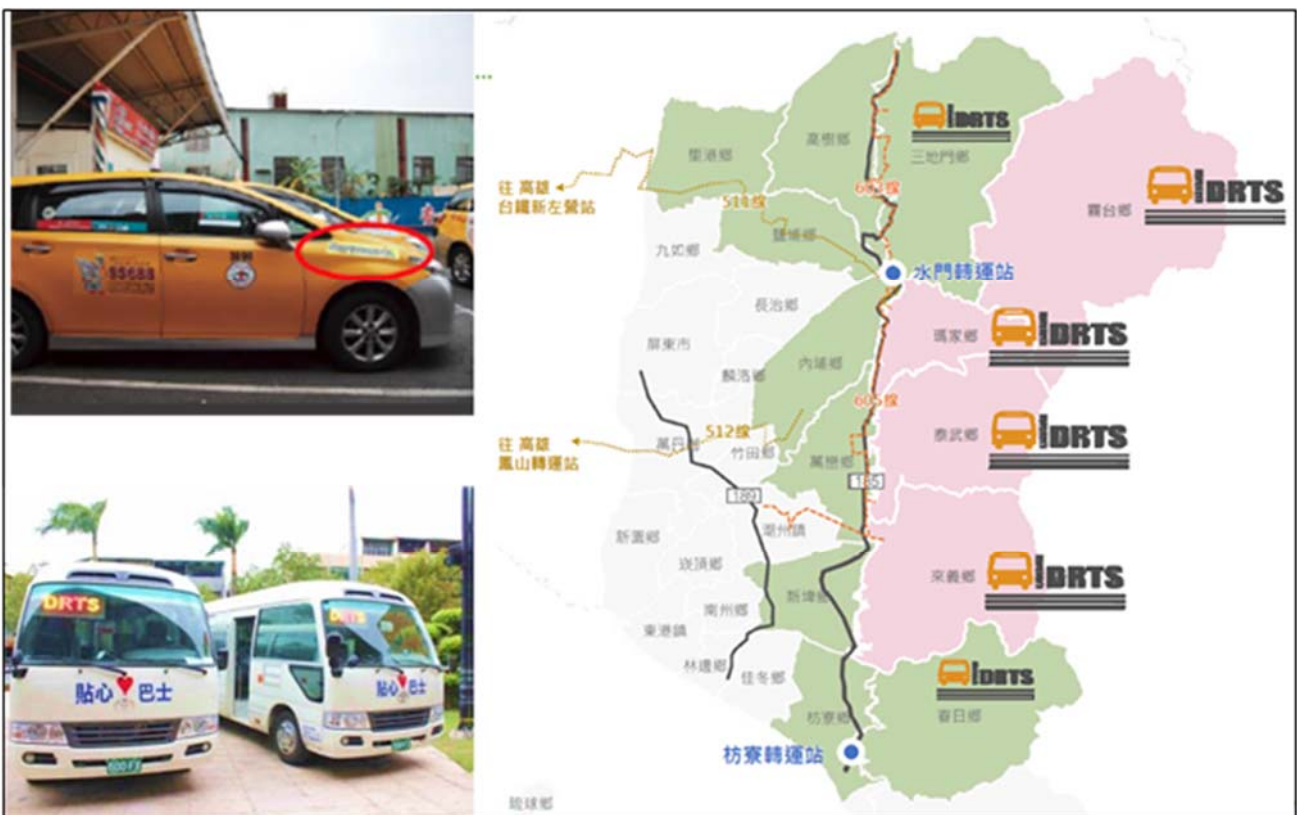 55688
DRTS
貼心 巴士
DRTS
貼心 巴士
往 高雄
台鐵新左營站
里港鄉
高樹鄉
三地門鄉
DRTS
霧台鄉
DRTS
511線
603線
鹽埔鄉
九如鄉
水門轉運站
長治鄉
屏東市
麟洛鄉
內埔鄉
瑪家鄉
DRTS
605線
泰武鄉
DRTS
往 高雄
鳳山轉運站
512線
萬丹鄉
竹田鄉
萬巒鄉
185
189
潮州鎮
新園鄉
崁頂鄉
新埤鄉
來義鄉
DRTS
南州鄉
東港鎮
林邊鄉
佳冬鄉
枋寮鄉
DRTS
春日鄉
枋寮轉運站
琉球鄉